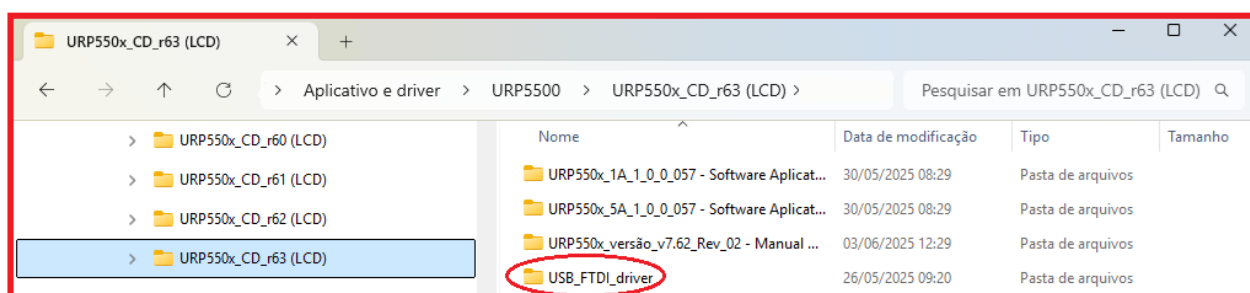 URP550x_CD_r63 (LCD)
Aplicativo e driver > URP5500 > URP550x_CD_r63 (LCD) >
Pesquisar em URP550x_CD_r63 (LCD)
URP550x_CD_r60 (LCD)
URP550x_CD_r61 (LCD)
URP550x_CD_r62 (LCD)
URP550x_CD_r63 (LCD)
Nome Data de modificação Tipo Tamanho
URP550x_1A_1_0_0_057 - Software Aplicat... 30/05/2025 08:29 Pasta de arquivos
URP550x_5A_1_0_0_057 - Software Aplicat... 30/05/2025 08:29 Pasta de arquivos
URP550x_versão_v7.62_Rev_02 - Manual ... 03/06/2025 12:29 Pasta de arquivos
USB_FTDI_driver 26/05/2025 09:20 Pasta de arquivos